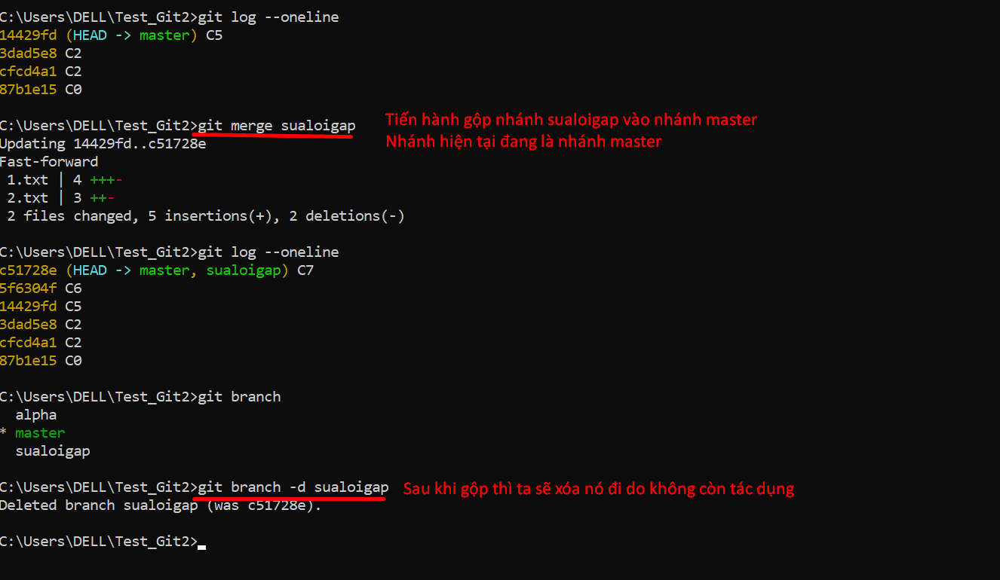 C:\Users\DELL\Test_Git2>git log --oneline
14429fd (HEAD -> master) C5
3dad5e8 C2
cfcd4a1 C2
87b1e15 C0
C:\Users\DELL\Test_Git2>git merge sualoigap
Tiến hành gộp nhánh sualoigap vào nhánh master
Nhánh hiện tại đang là nhánh master
Updating 14429fd..c51728e
Fast-forward
1.txt | 4 +++-
2.txt | 3 ++-
2 files changed, 5 insertions(+), 2 deletions(-)
C:\Users\DELL\Test_Git2>git log --oneline
c51728e (HEAD -> master, sualoigap) C7
5f6304f C6
14429fd C5
3dad5e8 C2
cfcd4a1 C2
87b1e15 C0
C:\Users\DELL\Test_Git2>git branch
alpha
* master
sualoigap
C:\Users\DELL\Test_Git2>git branch -d sualoigap
Sau khi gộp thì ta sẽ xóa nó đi do không còn tác dụng
Deleted branch sualoigap (was c51728e).
C:\Users\DELL\Test_Git2>